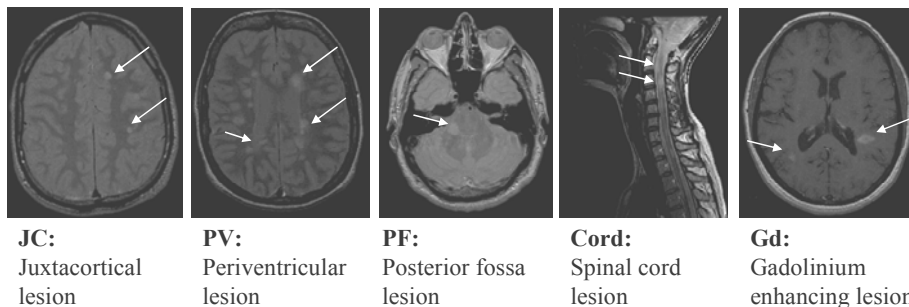 JC:
Juxtacortical
lesion
PV:
Periventricular
lesion
PF:
Posterior fossa
lesion
Cord:
Spinal cord
lesion
Gd:
Gadolinium
enhancing lesion